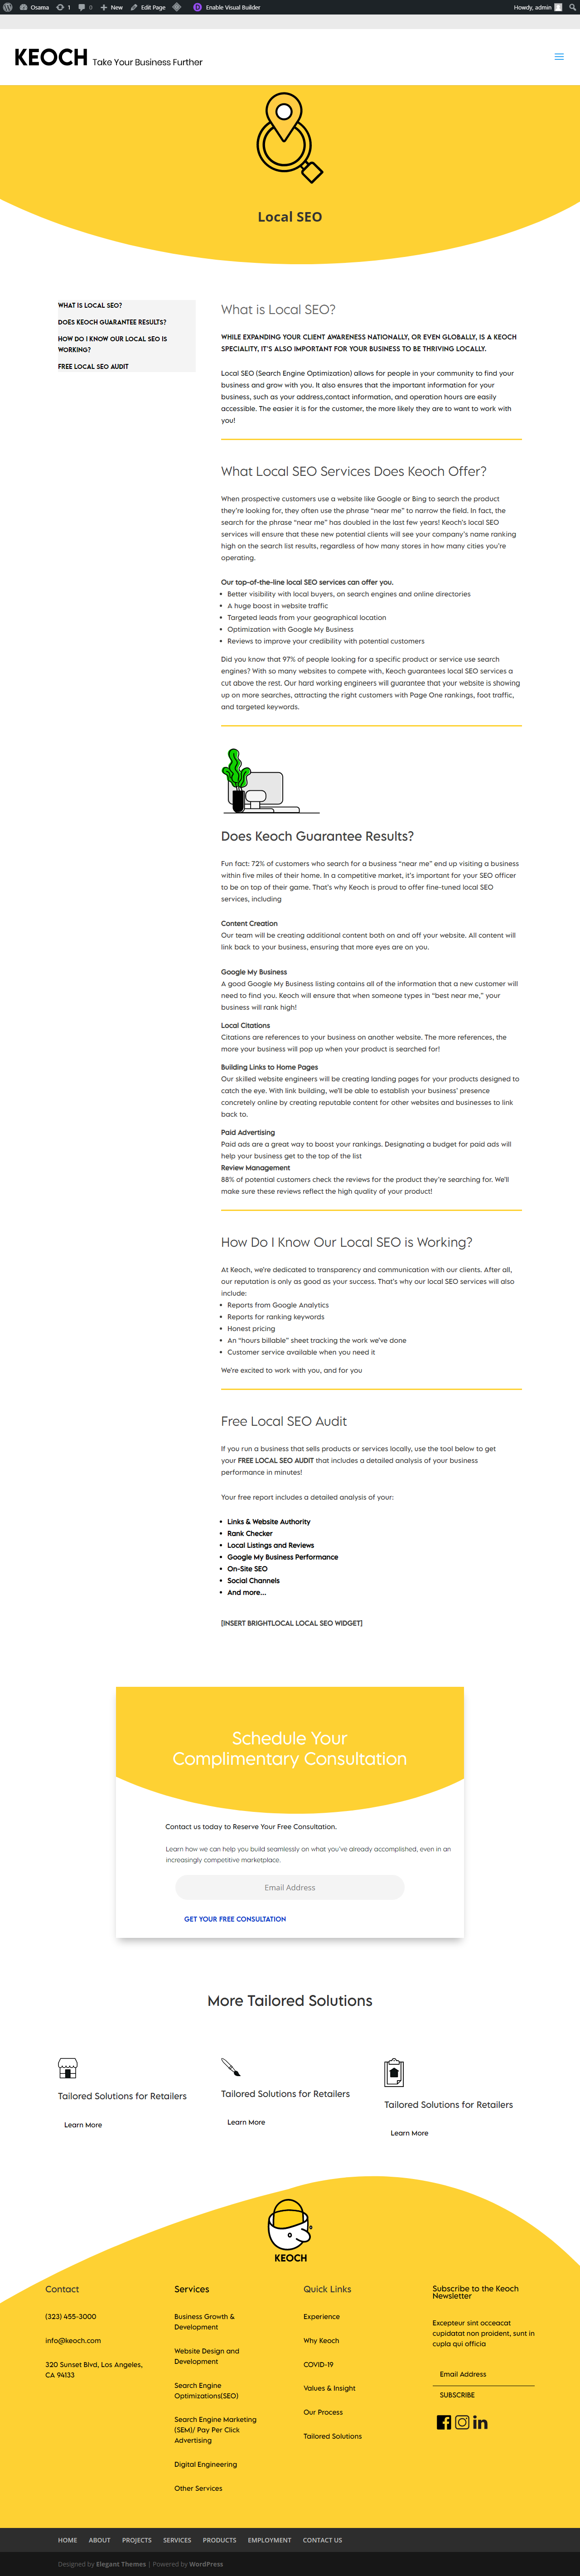 Osama 1 0 New Edit Page Enable Visual Builder Howdy, admin
KEOCH Take Your Business Further
Local SEO
WHAT IS LOCAL SEO?
DOES KEOCH GUARANTEE RESULTS?
HOW DO I KNOW OUR LOCAL SEO IS
WORKING?
FREE LOCAL SEO AUDIT
What is Local SEO?
WHILE EXPANDING YOUR CLIENT AWARENESS NATIONALLY, OR EVEN GLOBALLY, IS A KEOCH
SPECIALITY, IT'S ALSO IMPORTANT FOR YOUR BUSINESS TO BE THRIVING LOCALLY.
Local SEO (Search Engine Optimization) allows for people in your community to find your
business and grow with you. It also ensures that the important information for your
business, such as your address,contact information, and operation hours are easily
accessible. The easier it is for the customer, the more likely they are to want to work with
you!
What Local SEO Services Does Keoch Offer?
When prospective customers use a website like Google or Bing to search the product
they're looking for, they often use the phrase "near me" to narrow the field. In fact, the
search for the phrase "near me" has doubled in the last few years! Keoch's local SEO
services will ensure that these new potential clients will see your company's name ranking
high on the search list results, regardless of how many stores in how many cities you're
operating.
Our top-of-the-line local SEO services can offer you.
• Better visibility with local buyers, on search engines and online directories
• A huge boost in website traffic
• Targeted leads from your geographical location
• Optimization with Google My Business
• Reviews to improve your credibility with potential customers
Did you know that 97% of people looking for a specific product or service use search
engines? With so many websites to compete with, Keoch guarantees local SEO services a
cut above the rest. Our hard working engineers will guarantee that your website is showing
up on more searches, attracting the right customers with Page One rankings, foot traffic,
and targeted keywords.
Does Keoch Guarantee Results?
Fun fact: 72% of customers who search for a business "near me" end up visiting a business
within five miles of their home. In a competitive market, it's important for your SEO officer
to be on top of their game. That's why Keoch is proud to offer fine-tuned local SEO
services, including
Content Creation
Our team will be creating additional content both on and off your website. All content will
link back to your business, ensuring that more eyes are on you.
Google My Business
A good Google My Business listing contains all of the information that a new customer will
need to find you. Keoch will ensure that when someone types in "best near me," your
business will rank high!
Local Citations
Citations are references to your business on another website. The more references, the
more your business will pop up when your product is searched for!
Building Links to Home Pages
Our skilled website engineers will be creating landing pages for your products designed to
catch the eye. With link building, we'll be able to establish your business' presence
concretely online by creating reputable content for other websites and businesses to link
back to.
Paid Advertising
Paid ads are a great way to boost your rankings. Designating a budget for paid ads will
help your business get to the top of the list
Review Management
88% of potential customers check the reviews for the product they're searching for. We'll
make sure these reviews reflect the high quality of your product!
How Do I Know Our Local SEO is Working?
At Keoch, we're dedicated to transparency and communication with our clients. After all,
our reputation is only as good as your success. That's why our local SEO services will also
include:
• Reports from Google Analytics
• Reports for ranking keywords
• Honest pricing
• An "hours billable" sheet tracking the work we've done
• Customer service available when you need it
We're excited to work with you, and for you
Free Local SEO Audit
If you run a business that sells products or services locally, use the tool below to get
your FREE LOCAL SEO AUDIT that includes a detailed analysis of your business
performance in minutes!
Your free report includes a detailed analysis of your:
• Links & Website Authority
• Rank Checker
• Local Listings and Reviews
• Google My Business Performance
• On-Site SEO
• Social Channels
• And more...
[INSERT BRIGHTLOCAL LOCAL SEO WIDGET]
Schedule Your
Complimentary Consultation
Contact us today to Reserve Your Free Consultation.
Learn how we can help you build seamlessly on what you've already accomplished, even in an
increasingly competitive marketplace.
Email Address
GET YOUR FREE CONSULTATION
More Tailored Solutions
Tailored Solutions for Retailers
Learn More
Tailored Solutions for Retailers
Learn More
Tailored Solutions for Retailers
Learn More
KEOCH
Contact
(323) 455-3000
info@keoch.com
320 Sunset Blvd, Los Angeles,
CA 94133
Services
Business Growth &
Development
Website Design and
Development
Search Engine
Optimizations(SEO)
Search Engine Marketing
(SEM)/ Pay Per Click
Advertising
Digital Engineering
Other Services
Quick Links
Experience
Why Keoch
COVID-19
Values & Insight
Our Process
Tailored Solutions
Subscribe to the Keoch
Newsletter
Excepteur sint occeacat
cupidatat non proident, sunt in
cupla qui officia
Email Address
SUBSCRIBE
HOME ABOUT PROJECTS SERVICES PRODUCTS EMPLOYMENT CONTACT US
Designed by Elegant Themes | Powered by WordPress